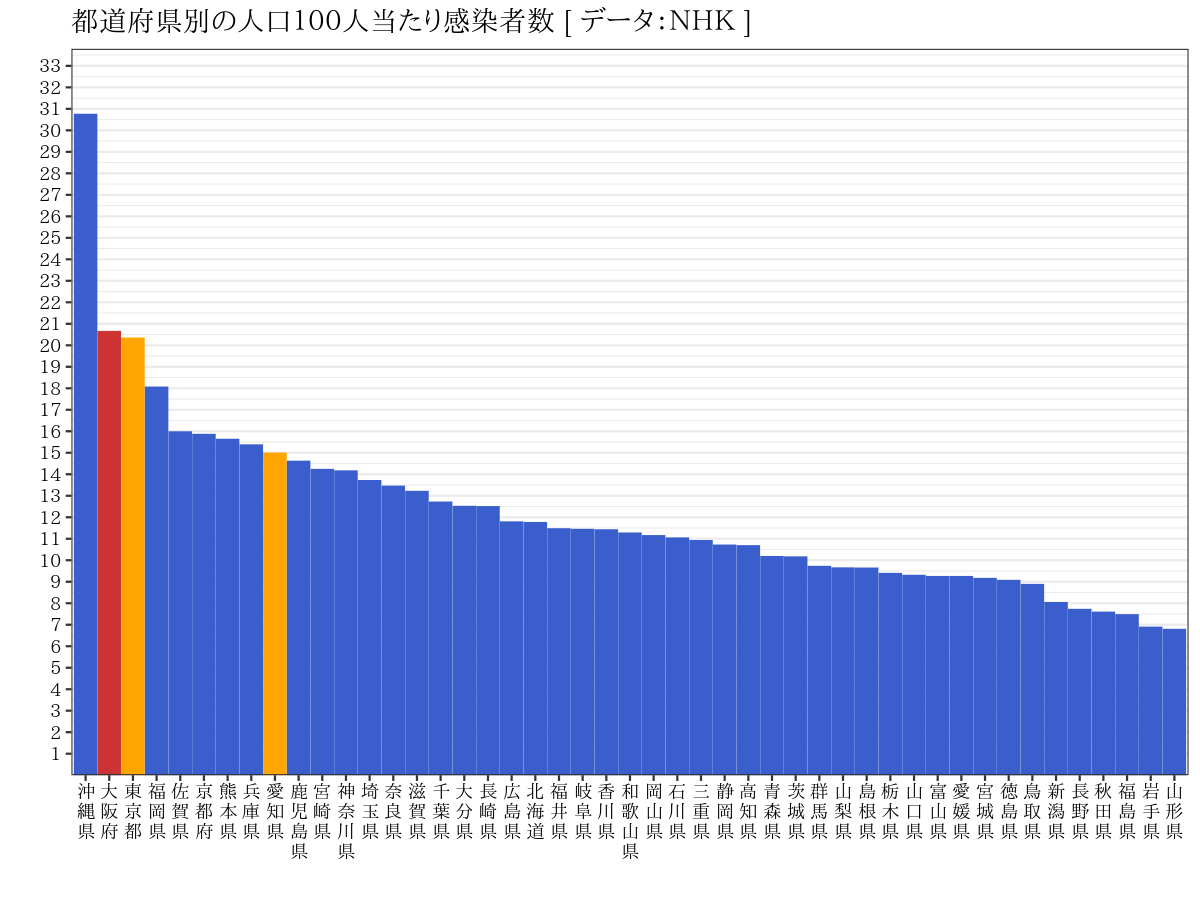 都道府県別の人口100人当たり感染者数 [ データ:NHK ]
33
32
31
30
29
28
27
26
25
24
23
22
21
20
19
18
17
16
15
14
13
12
11
10
9
8
7
6
5
4
3
2
1
沖縄県
大阪府
東京都
福岡県
佐賀県
京都府
熊本県
兵庫県
愛知県
鹿児島県
宮崎県
神奈川県
埼玉県
奈良県
滋賀県
千葉県
大分県
長崎県
広島県
北海道
福井県
岐阜県
香川県
和歌山県
岡山県
石川県
三重県
静岡県
高知県
青森県
茨城県
群馬県
山梨県
島根県
栃木県
山口県
富山県
愛媛県
宮城県
徳島県
鳥取県
新潟県
長野県
秋田県
福島県
岩手県
山形県